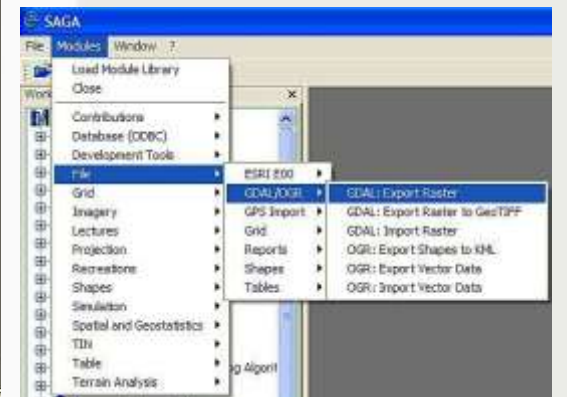 SAGA
File Modules Window ?
Load Module Library
Close
Work
Contributions
Database (ODBC)
Development Tools
File
Grid
Imagery
Lectures
Projection
Recreations
Shapes
Simulation
Spatial and Geostatistics
TIN
Table
Terrain Analysis
ESRI E00
GDAL/OGR
GPS Import
Grid
Reports
Shapes
Tables
GDAL: Export Raster
GDAL: Export Raster to GeoTIFF
GDAL: Import Raster
OGR: Export Shapes to KML
OGR: Export Vector Data
OGR: Import Vector Data
og Algorit